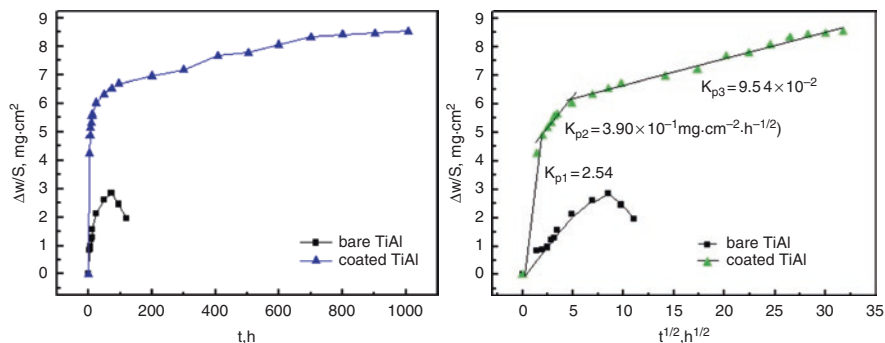 9
8
7
6
5
4
3
2
1
0
Δw/S, mg·cm²
bare TiAl
coated TiAl
0 200 400 600 800 1000
t,h
9
8
7
6
5
4
3
2
1
0
Δw/S, mg·cm²
Kp3 = 9.54 × 10⁻²
Kp2 = 3.90 × 10⁻¹mg·cm⁻²·h⁻¹/²)
Kp1 = 2.54
bare TiAl
coated TiAl
0 5 10 15 20 25 30 35
t¹/²,h¹/²